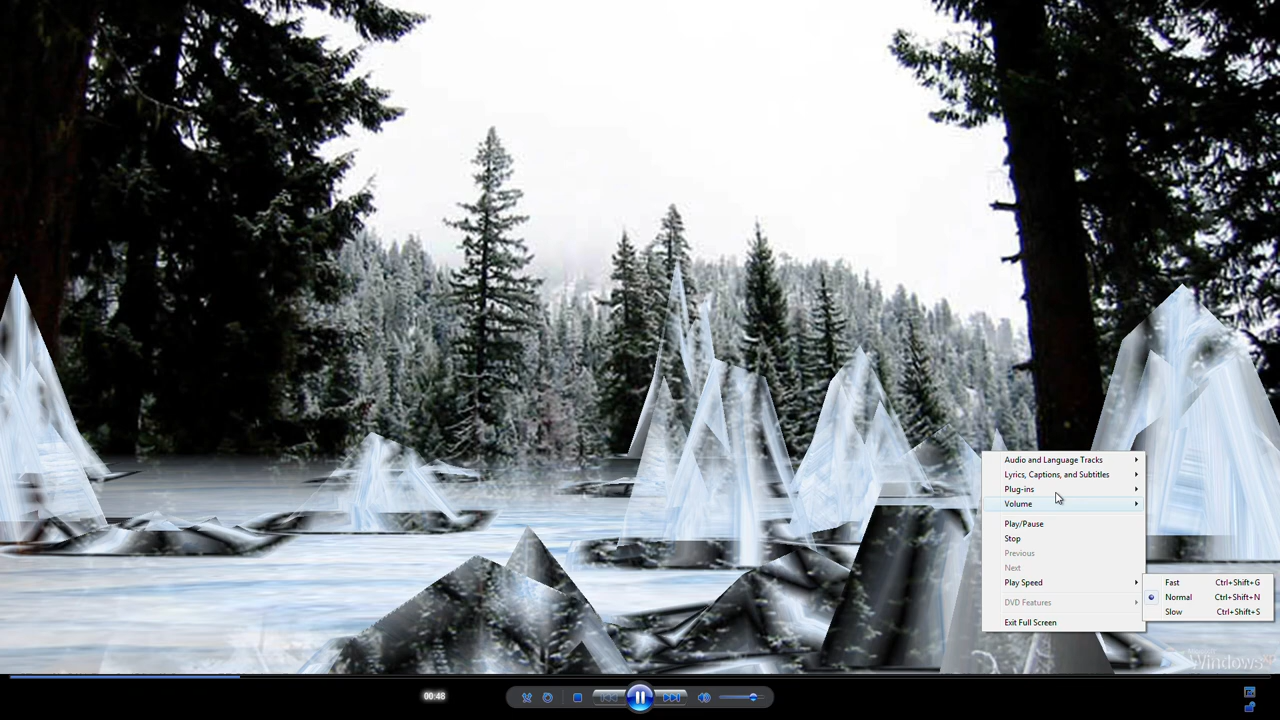 Audio and Language Tracks
Lyrics, Captions, and Subtitles
Plug-ins
Volume
Play/Pause
Stop
Previous
Next
Play Speed
Fast Ctrl+Shift+G
Normal Ctrl+Shift+N
Slow Ctrl+Shift+S
DVD Features
Exit Full Screen
Windows
00:48